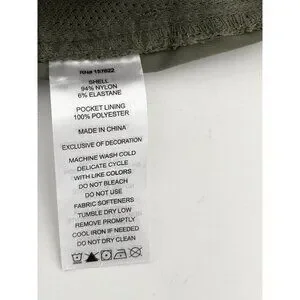 RN# 157822
SHELL
94% NYLON
6% ELASTANE
POCKET LINING
100% POLYESTER
MADE IN CHINA
EXCLUSIVE OF DECORATION
MACHINE WASH COLD
DELICATE CYCLE
WITH LIKE COLORS
DO NOT BLEACH
DO NOT USE
FABRIC SOFTENERS
TUMBLE DRY LOW
REMOVE PROMPTLY
COOL IRON IF NEEDED
DO NOT DRY CLEAN